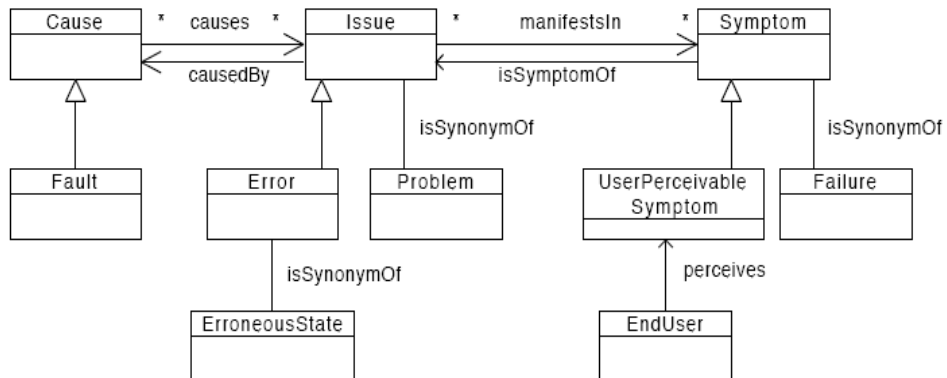 Cause * causes * Issue * manifestsIn * Symptom
causedBy isSymptomOf
isSynonymOf isSynonymOf
Fault Error Problem UserPerceivable Failure
Symptom
isSynonymOf perceives
ErroneousState EndUser